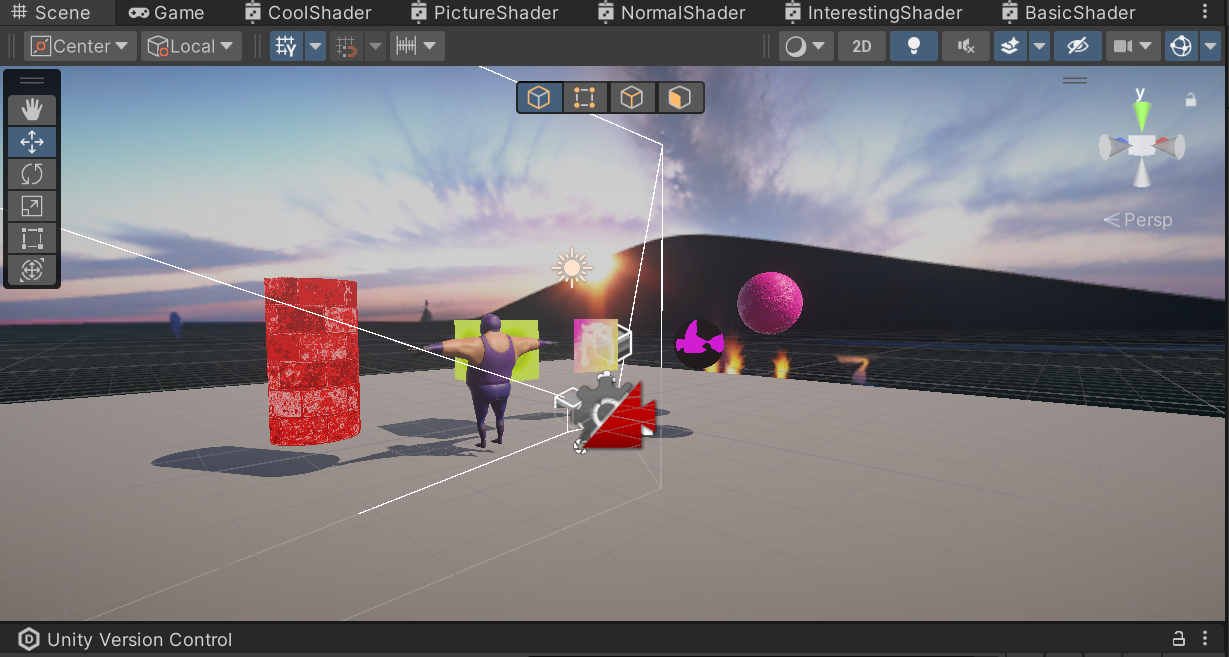 Scene Game CoolShader PictureShader NormalShader InterestingShader BasicShader
Center Local 2D
y
Persp
Unity Version Control